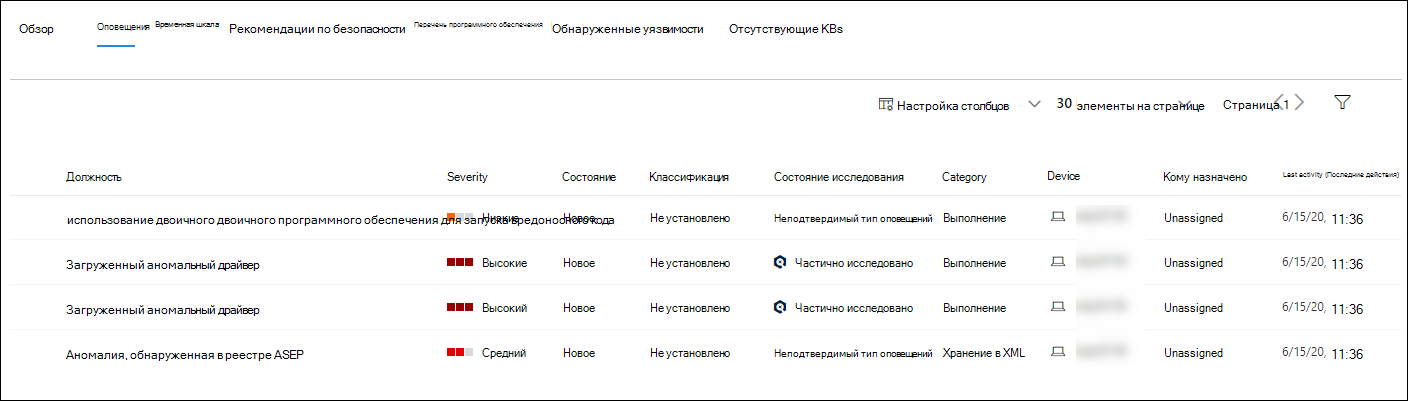 Обзор Оповещения Временная шкала Рекомендации по безопасности Перечень программного обеспечения Обнаруженные уязвимости Отсутствующие KBs
Настройка столбцов 30 элементы на странице Страница 1
Должность Severity Состояние Классификация Состояние исследования Category Device Кому назначено Last activity (Последние действия)
использование двоичного двоичного программного обеспечения для запуска вредоносного кода Низкие Новое Не установлено Неподтвердимый тип оповещений Выполнение Unassigned 6/15/20, 11:36
Загруженный аномальный драйвер Высокие Новое Не установлено Частично исследовано Выполнение Unassigned 6/15/20, 11:36
Загруженный аномальный драйвер Высокий Новое Не установлено Частично исследовано Выполнение Unassigned 6/15/20, 11:36
Аномалия, обнаруженная в реестре ASEP Средний Новое Не установлено Неподтвердимый тип оповещений Хранение в XML Unassigned 6/15/20, 11:36